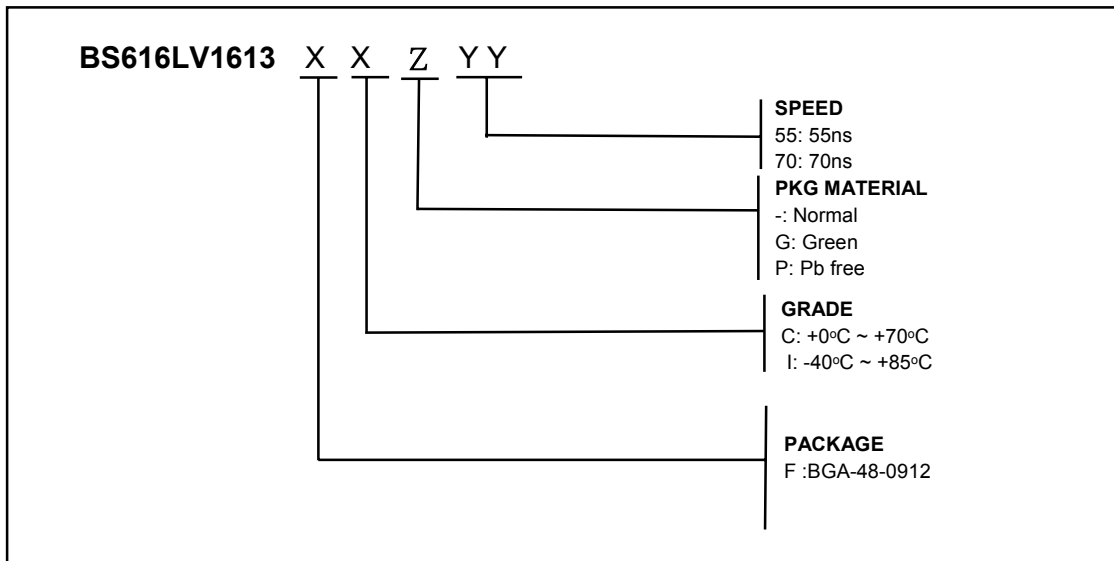 BS616LV1613 X X Z Y Y
SPEED
55: 55ns
70: 70ns
PKG MATERIAL
-: Normal
G: Green
P: Pb free
GRADE
C: +0oC ~ +70oC
I: -40oC ~ +85oC
PACKAGE
F :BGA-48-0912